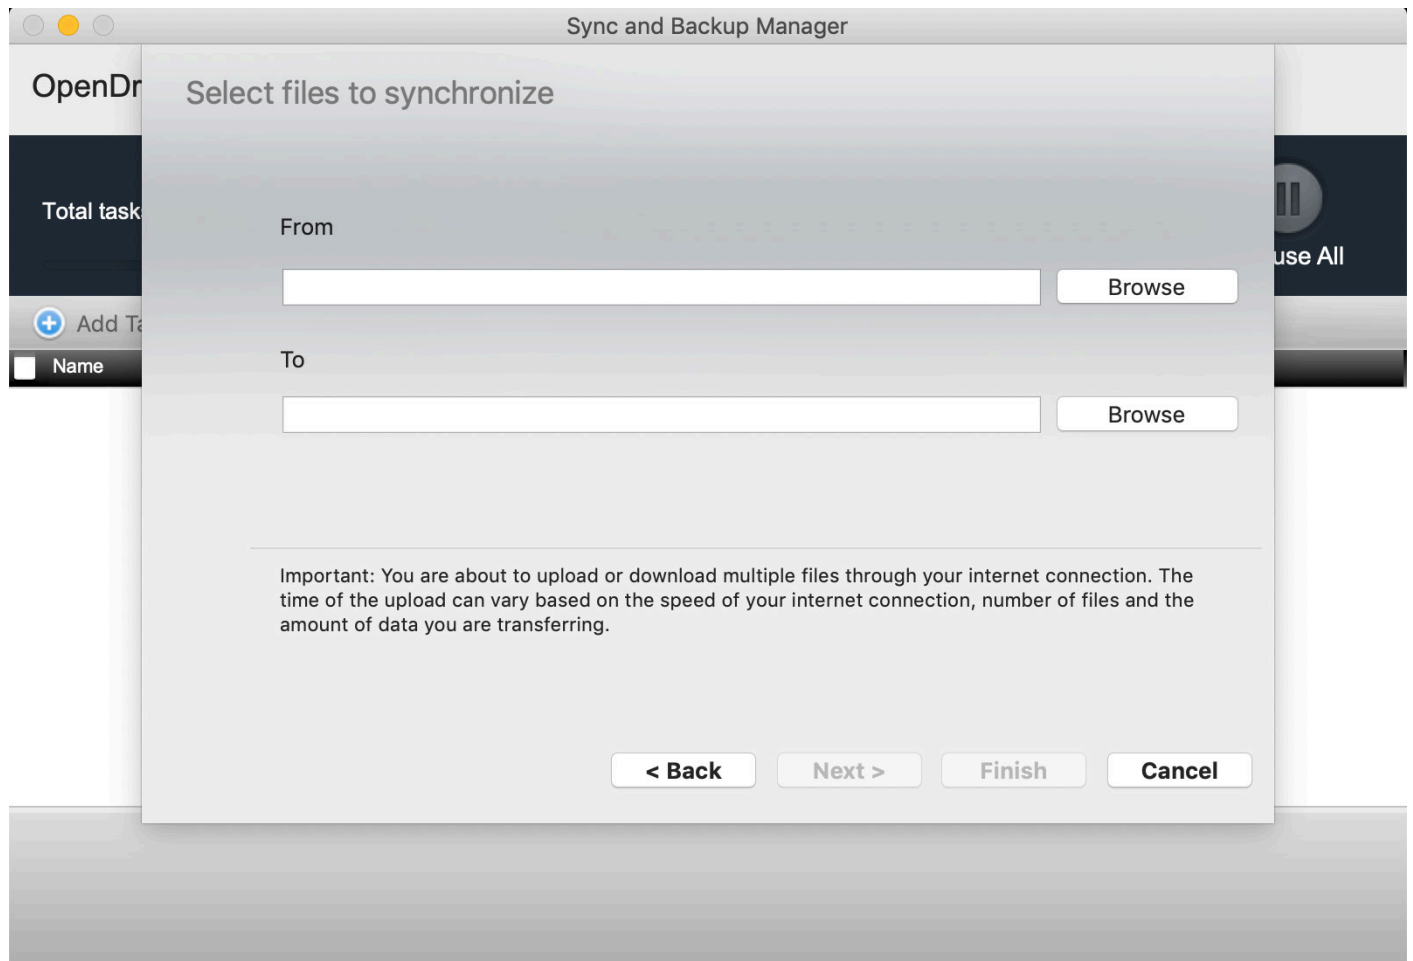 Sync and Backup Manager
OpenDr
Select files to synchronize
Total task
From
Browse
use All
Add Ta
To
Name
Browse
Important: You are about to upload or download multiple files through your internet connection. The
time of the upload can vary based on the speed of your internet connection, number of files and the
amount of data you are transferring.
< Back
Next >
Finish
Cancel